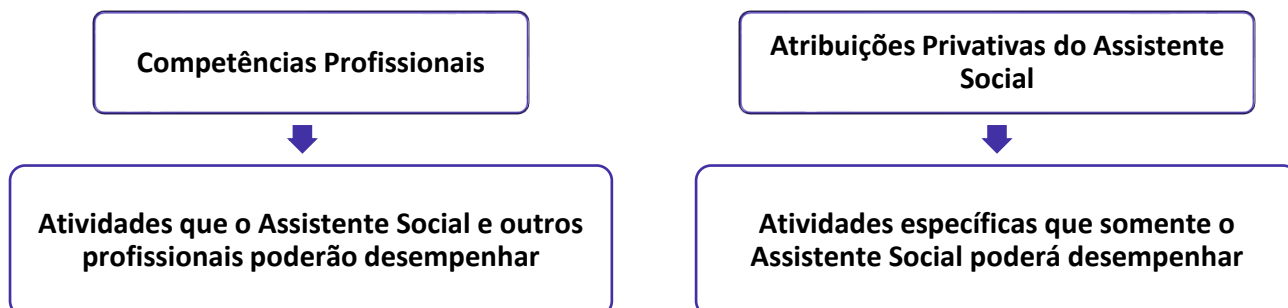 Competências Profissionais
Atividades que o Assistente Social e outros
profissionais poderão desempenhar
Atribuições Privativas do Assistente
Social
Atividades específicas que somente o
Assistente Social poderá desempenhar